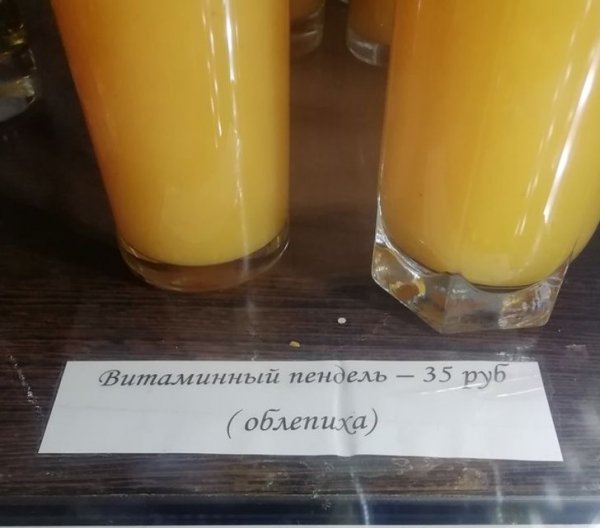 Витаминный пендель – 35 руб
( облепиха)